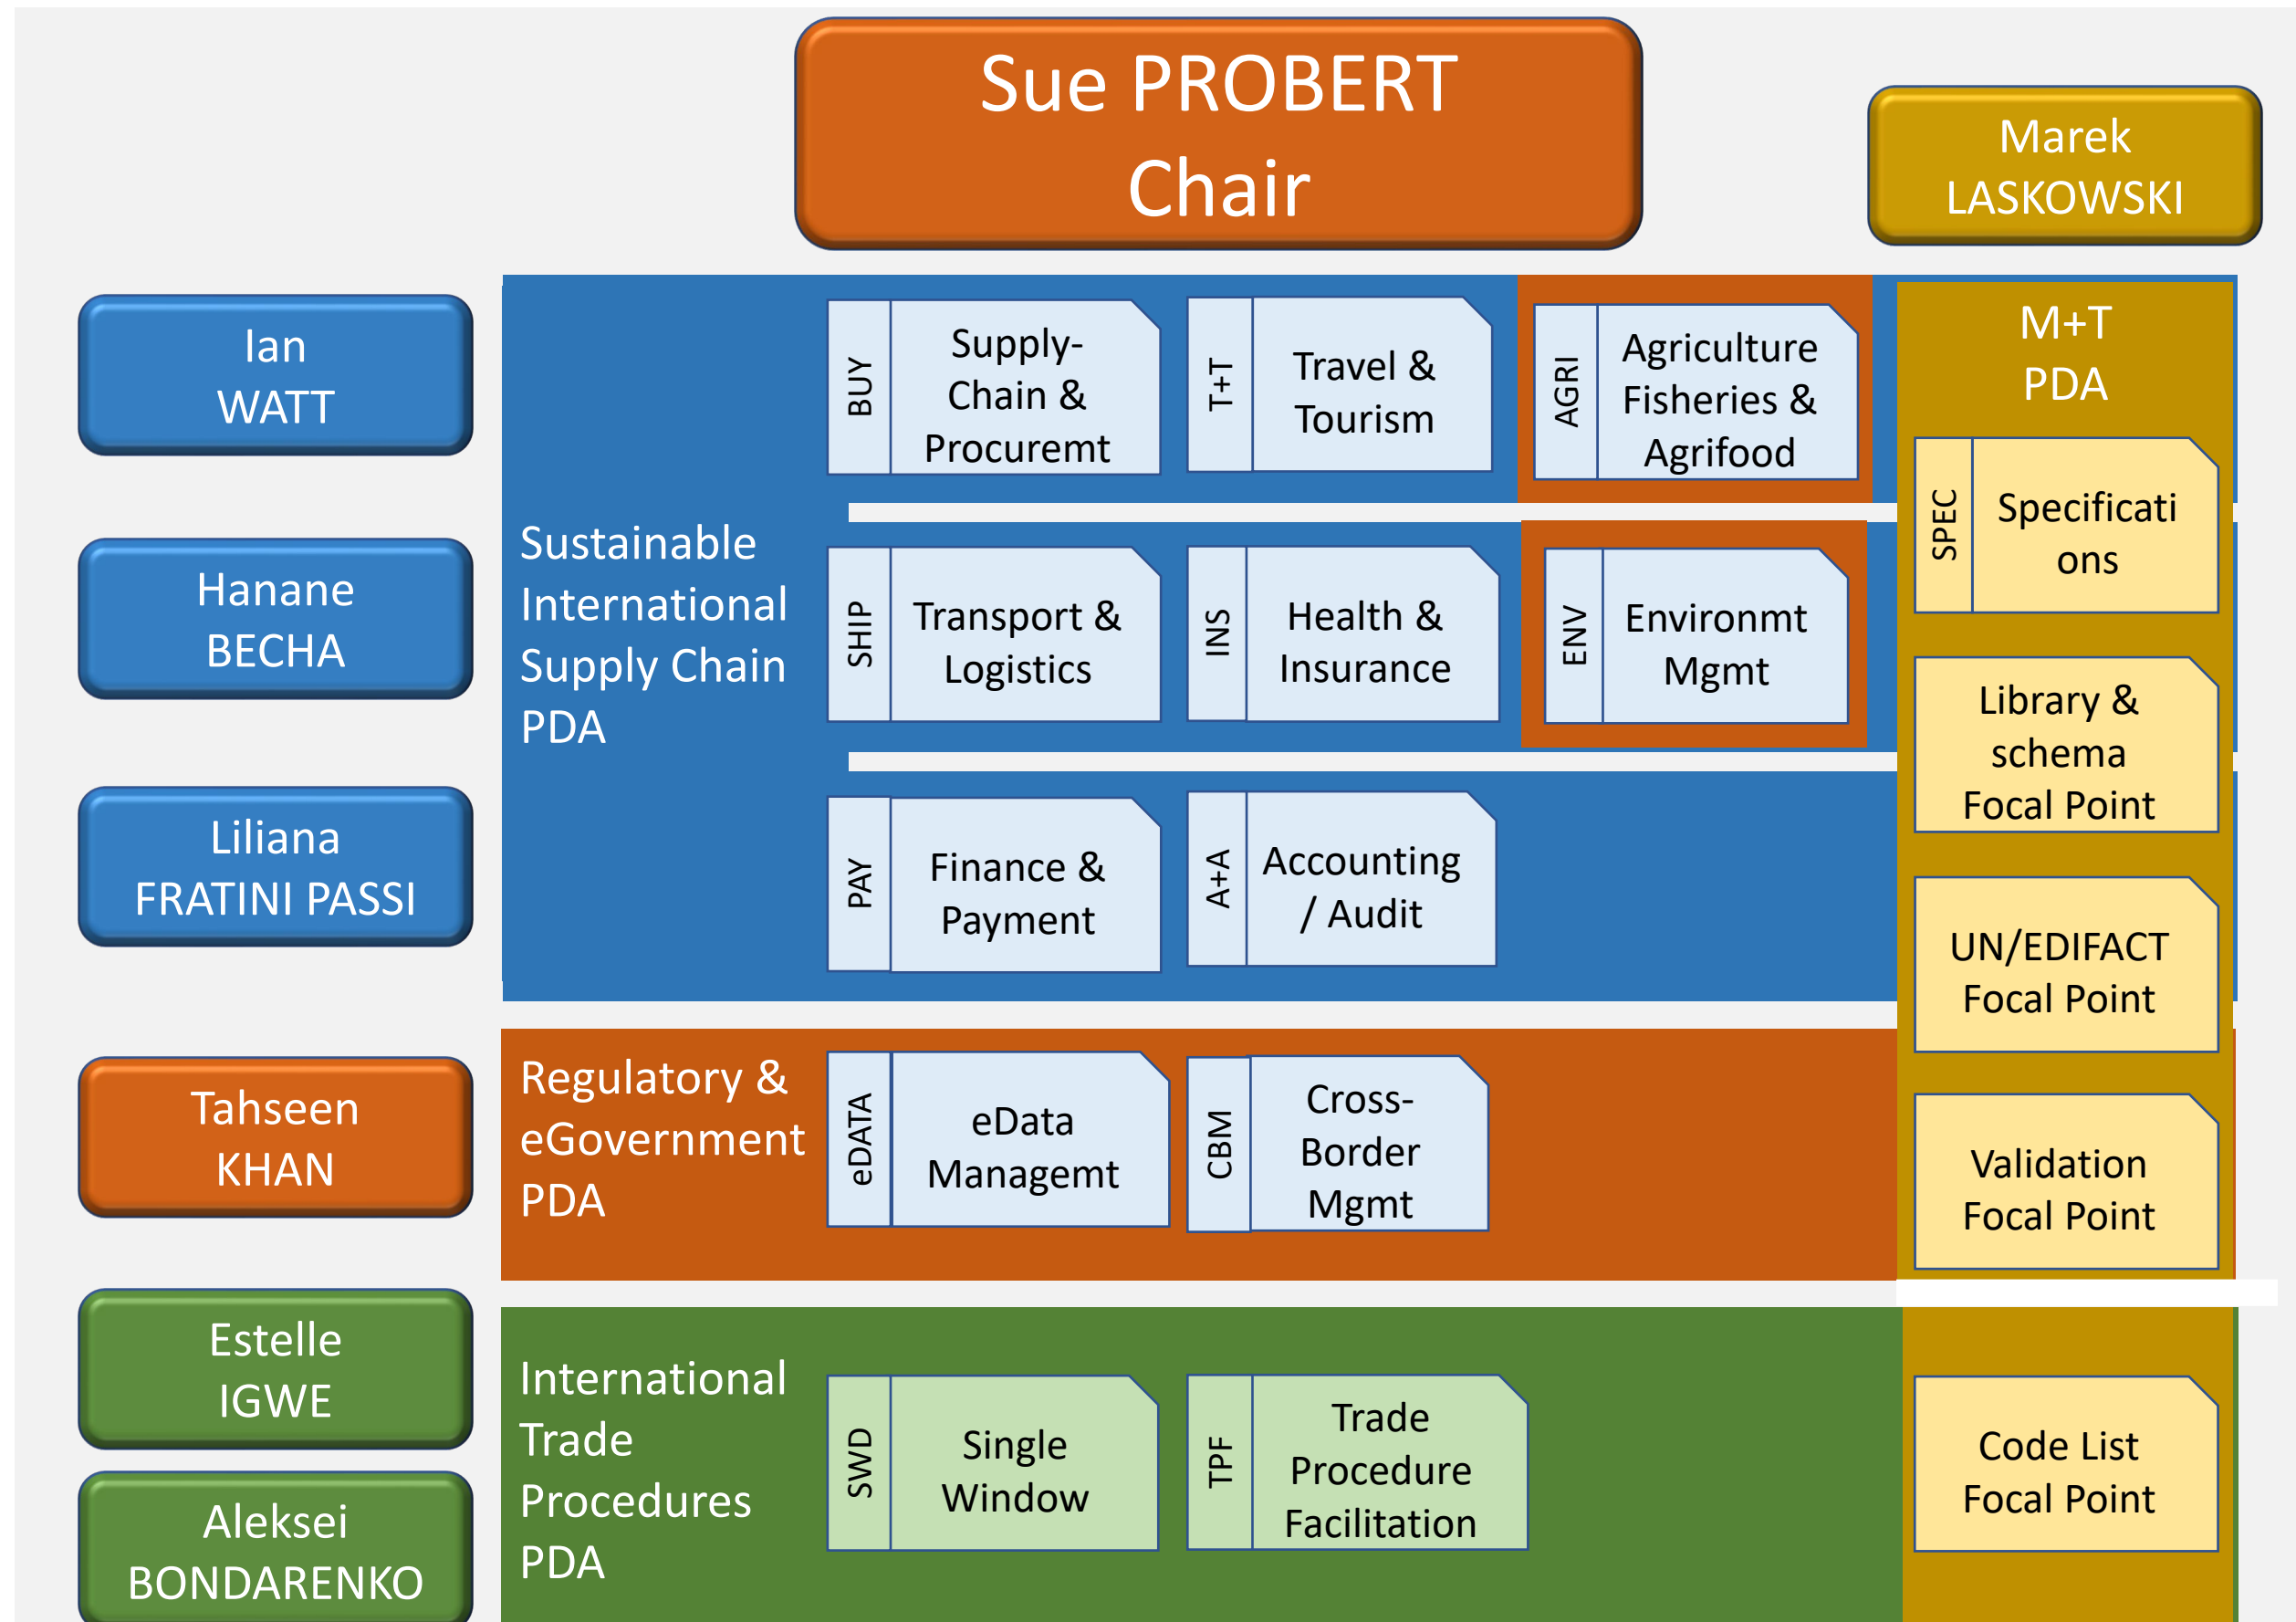 Sue PROBERT
Chair
Marek
LASKOWSKI
Ian
WATT
Hanane
BECHA
Liliana
FRATINI PASSI
Tahseen
KHAN
Estelle
IGWE
Aleksei
BONDARENKO
Sustainable
International
Supply Chain
PDA
BUY
Supply-
Chain &
Procuremt
T+T
Travel &
Tourism
AGRI
Agriculture
Fisheries &
Agrifood
SHIP
Transport &
Logistics
INS
Health &
Insurance
ENV
Environmt
Mgmt
PAY
Finance &
Payment
A+A
Accounting
/ Audit
Regulatory &
eGovernment
PDA
eDATA
eData
Managemt
CBM
Cross-
Border
Mgmt
International
Trade
Procedures
PDA
SWD
Single
Window
TPF
Trade
Procedure
Facilitation
M+T
PDA
SPEC
Specificati
ons
Library &
schema
Focal Point
UN/EDIFACT
Focal Point
Validation
Focal Point
Code List
Focal Point